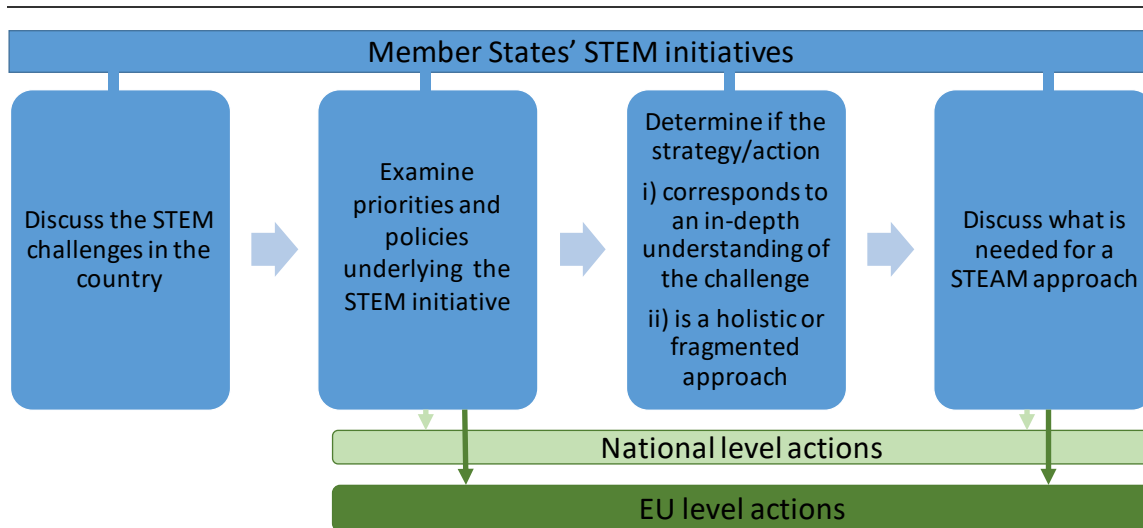 Member States’ STEM initiatives
Discuss the STEM
challenges in the
country
Examine
priorities and
policies
underlying the
STEM initiative
Determine if the
strategy/action
i) corresponds to
an in-depth
understanding of
the challenge
ii) is a holistic or
fragmented
approach
Discuss what is
needed for a
STEAM approach
National level actions
EU level actions